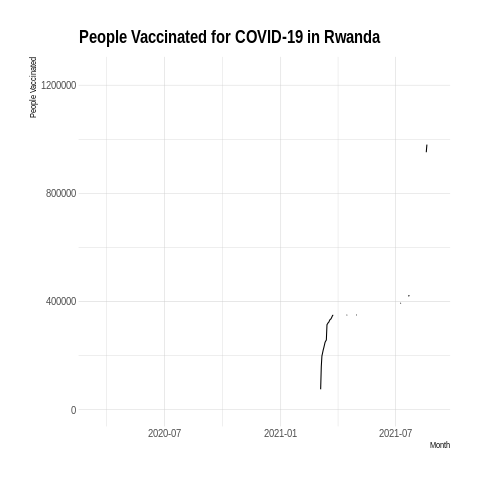 People Vaccinated for COVID-19 in Rwanda
People Vaccinated
1200000
800000
400000
0
2020-07
2021-01
2021-07
Month